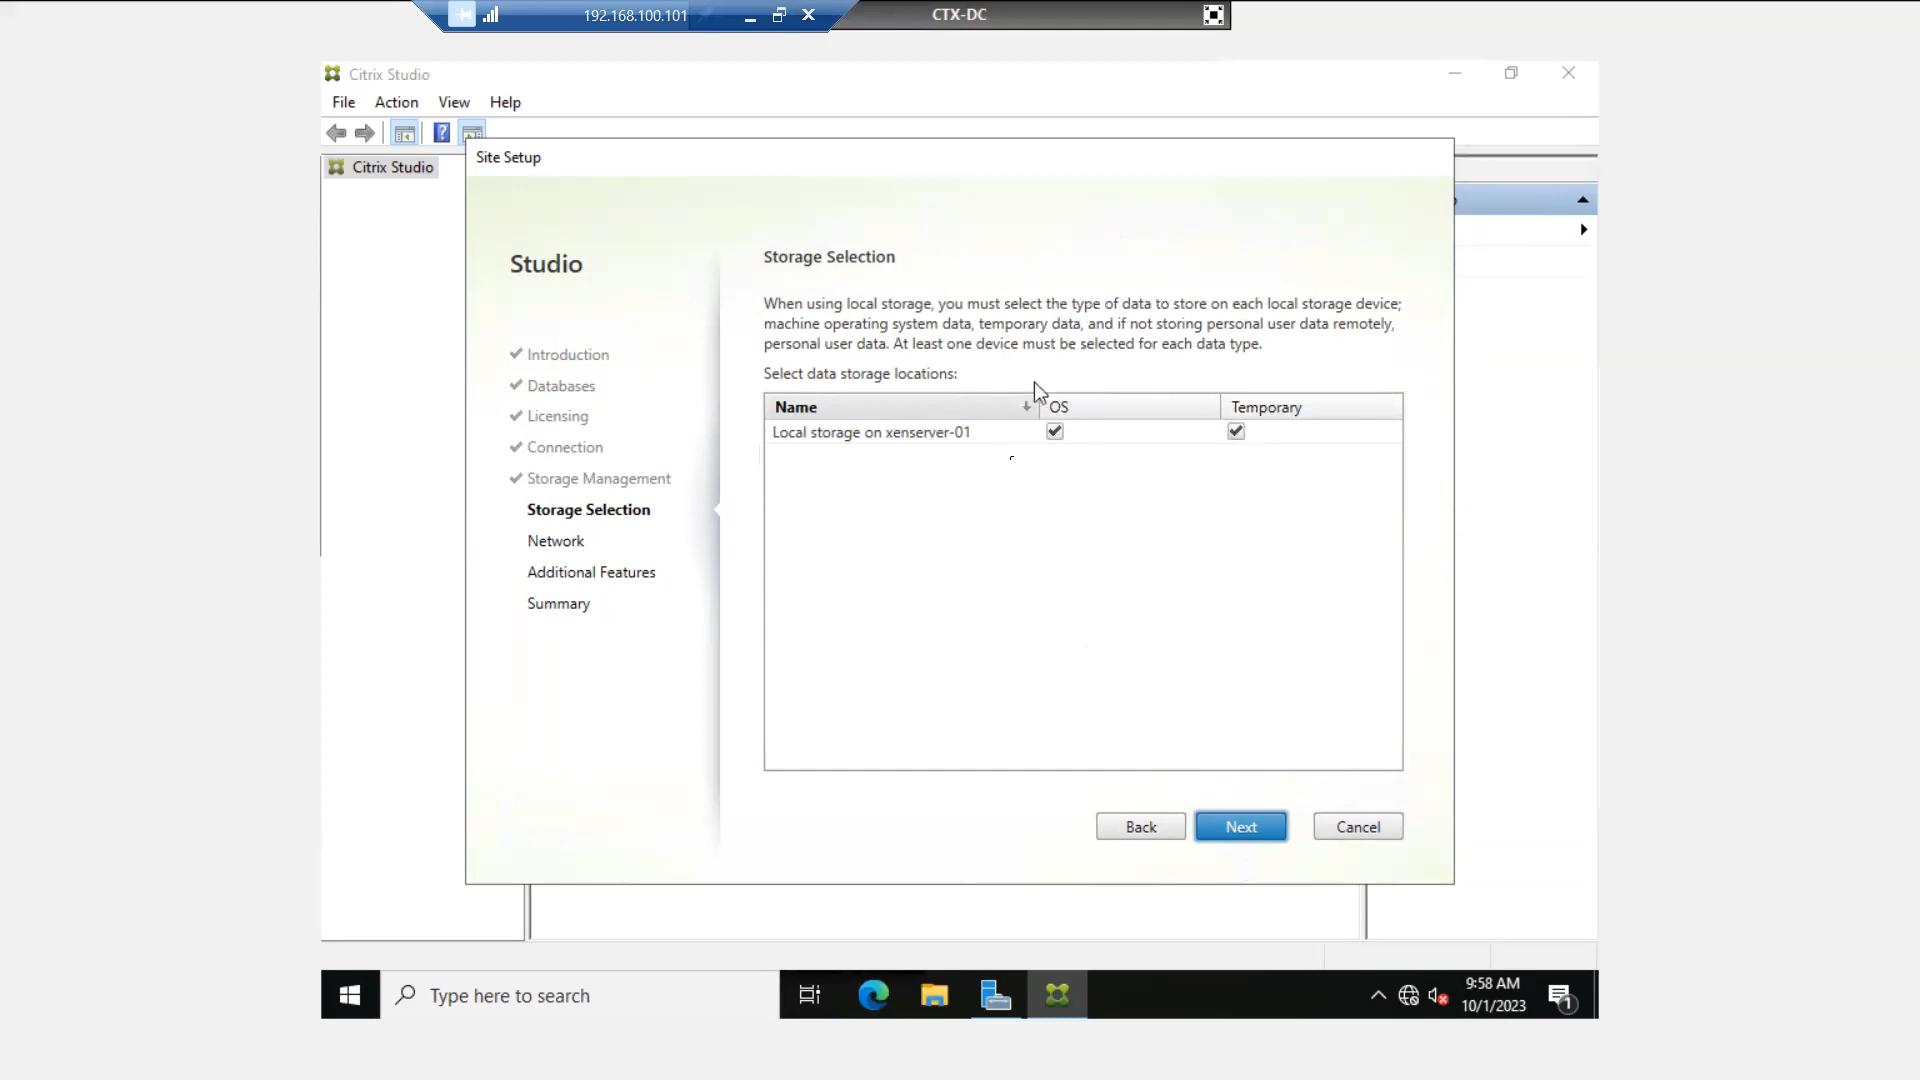 192.168.100.101
CTX-DC
Citrix Studio
File Action View Help
Citrix Studio
Site Setup
Studio
Introduction
Databases
Licensing
Connection
Storage Management
Storage Selection
Network
Additional Features
Summary
Storage Selection
When using local storage, you must select the type of data to store on each local storage device;
machine operating system data, temporary data, and if not storing personal user data remotely,
personal user data. At least one device must be selected for each data type.
Select data storage locations:
Name OS Temporary
Local storage on xenserver-01
Back Next Cancel
Type here to search
9:58 AM
10/1/2023
1